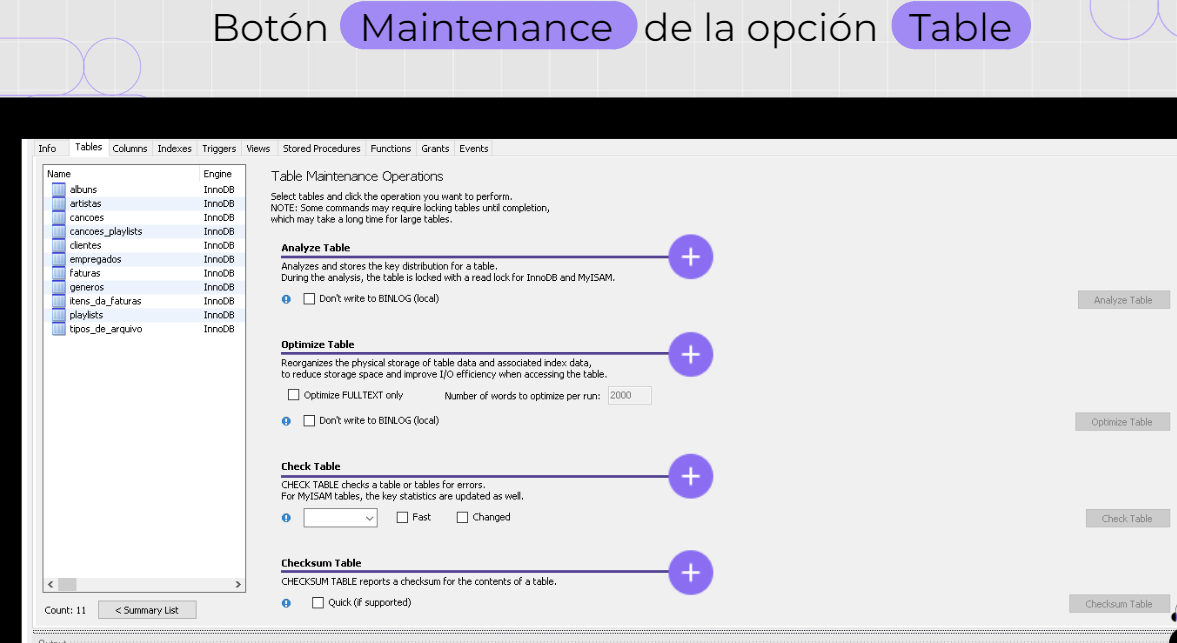 Botón Maintenance de la opción Table
Info Tables Columns Indexes Triggers Views Stored Procedures Functions Grants Events
Name Engine
albuns InnoDB
artistas InnoDB
cancoes InnoDB
cancoes_playlists InnoDB
clientes InnoDB
empregados InnoDB
faturas InnoDB
generos InnoDB
itens_da_faturas InnoDB
playlists InnoDB
tipos_de_arquivo InnoDB
Count: 11 < Summary List
Table Maintenance Operations
Select tables and click the operation you want to perform.
NOTE: Some commands may require locking tables until completion,
which may take a long time for large tables.
Analyze Table
Analyzes and stores the key distribution for a table.
During the analysis, the table is locked with a read lock for InnoDB and MyISAM.
Don't write to BINLOG (local)
Analyze Table
Optimize Table
Reorganizes the physical storage of table data and associated index data,
to reduce storage space and improve I/O efficiency when accessing the table.
Optimize FULLTEXT only Number of words to optimize per run: 2000
Don't write to BINLOG (local)
Optimize Table
Check Table
CHECK TABLE checks a table or tables for errors.
For MyISAM tables, the key statistics are updated as well.
Fast Changed
Check Table
Checksum Table
CHECKSUM TABLE reports a checksum for the contents of a table.
Quick (if supported)
Checksum Table